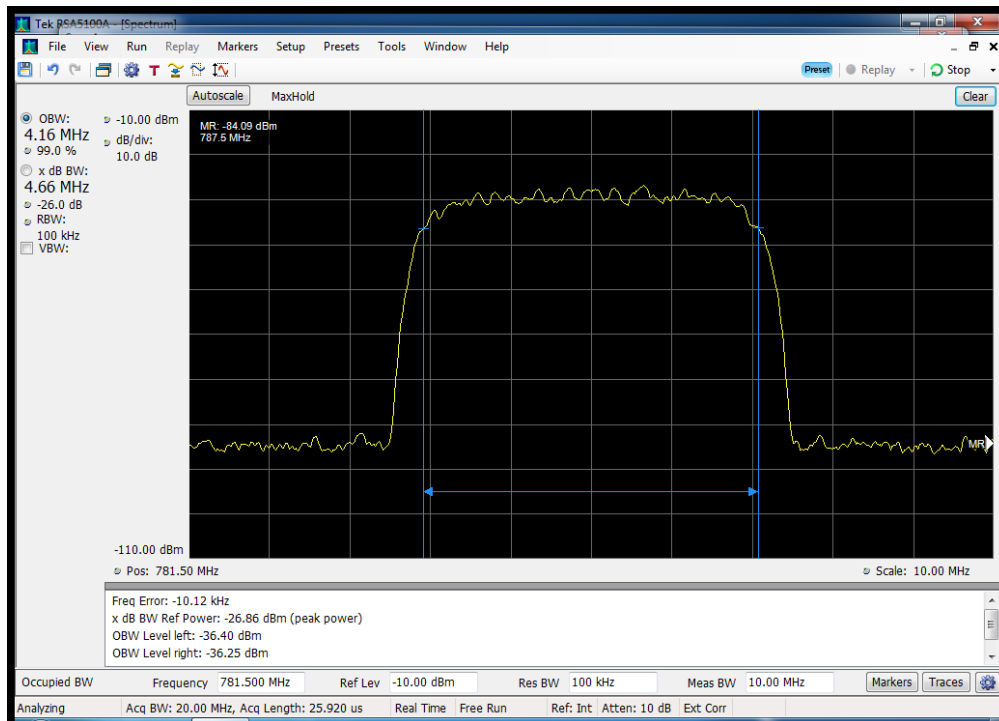 Tek RSA5100A - [Spectrum]
File View Run Replay Markers Setup Presets Tools Window Help
Preset Replay Stop
Autoscale MaxHold Clear
OBW:
4.16 MHz
99.0 %
x dB BW:
4.66 MHz
-26.0 dB
RBW:
100 kHz
VBW:
-10.00 dBm
dB/div:
10.0 dB
MR: -84.09 dBm
787.5 MHz
MR
-110.00 dBm
Pos: 781.50 MHz Scale: 10.00 MHz
Freq Error: -10.12 kHz
x dB BW Ref Power: -26.86 dBm (peak power)
OBW Level left: -36.40 dBm
OBW Level right: -36.25 dBm
Occupied BW Frequency 781.500 MHz Ref Lev -10.00 dBm Res BW 100 kHz Meas BW 10.00 MHz Markers Traces
Analyzing Acq BW: 20.00 MHz, Acq Length: 25.920 us Real Time Free Run Ref: Int Atten: 10 dB Ext Corr